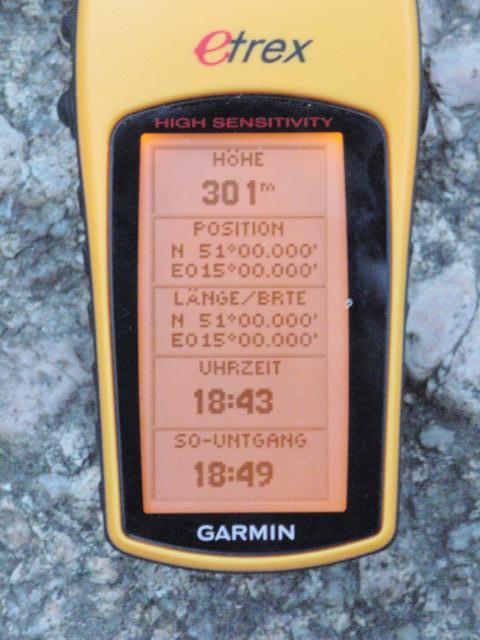 etrex
HIGH SENSITIVITY
HÖHE
301m
POSITION
N 51°00.000'
E015°00.000'
LÄNGE/BRTE
N 51°00.000'
E015°00.000'
UHRZEIT
18:43
SO-UNTGANG
18:49
GARMIN